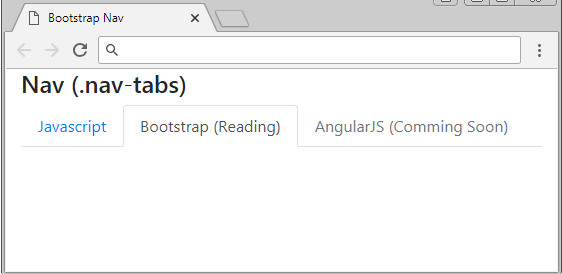 Bootstrap Nav
Nav (.nav-tabs)
Javascript Bootstrap (Reading) AngularJS (Comming Soon)